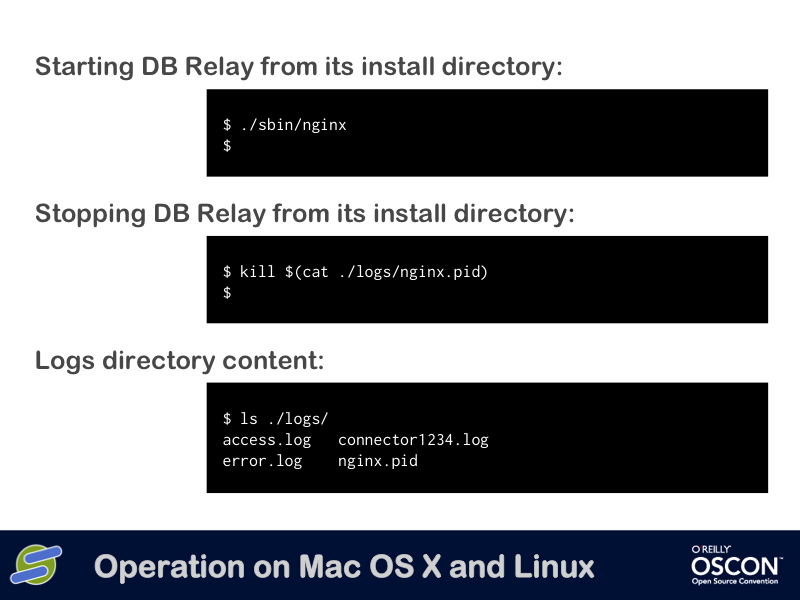 Starting DB Relay from its install directory:
$ ./sbin/nginx
$
Stopping DB Relay from its install directory:
$ kill $(cat ./logs/nginx.pid)
$
Logs directory content:
$ ls ./logs/
access.log   connector1234.log
error.log    nginx.pid
Operation on Mac OS X and Linux
O'REILLY
OSCON™
Open Source Convention